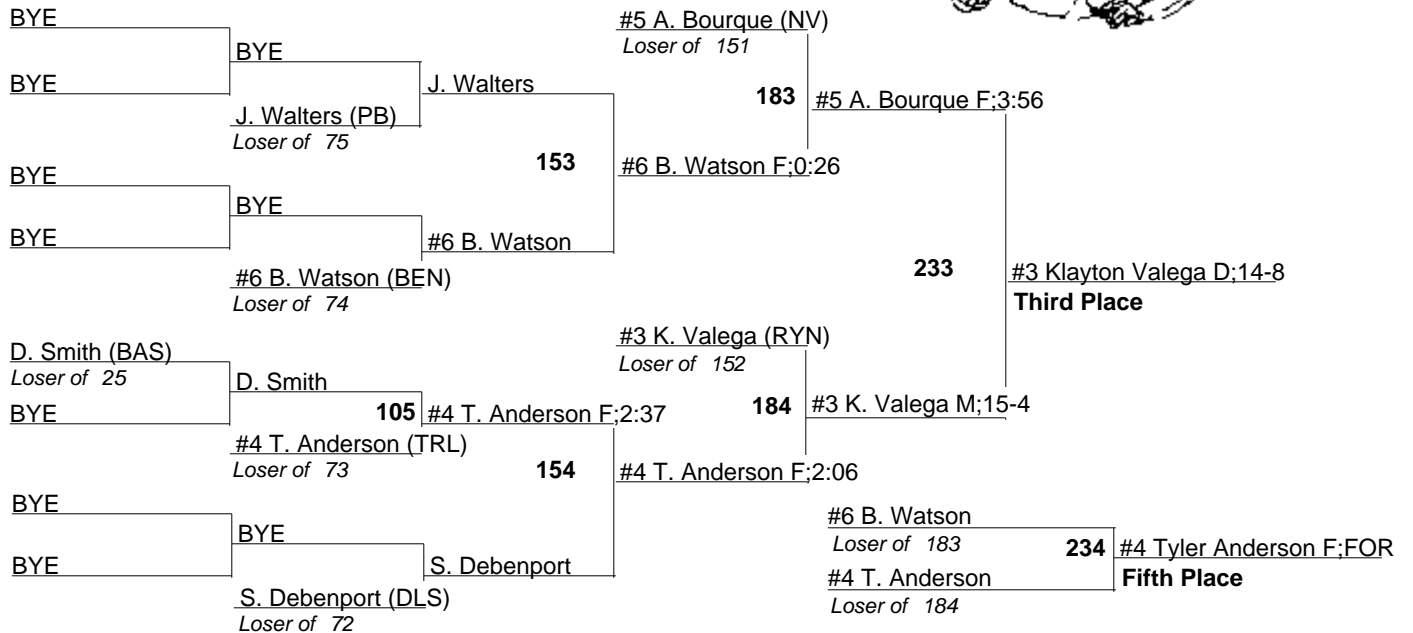 BYE
BYE
BYE
J. Walters (PB)
Loser of 75
J. Walters
BYE
BYE
BYE
#6 B. Watson (BEN)
Loser of 74
#6 B. Watson
153
#6 B. Watson F;0:26
#5 A. Bourque (NV)
Loser of 151
183
#5 A. Bourque F;3:56
D. Smith (BAS)
Loser of 25
BYE
D. Smith
#4 T. Anderson (TRL)
Loser of 73
105
#4 T. Anderson F;2:37
BYE
BYE
BYE
S. Debenport (DLS)
Loser of 72
S. Debenport
154
#4 T. Anderson F;2:06
#3 K. Valega (RYN)
Loser of 152
184
#3 K. Valega M;15-4
233
#3 Klayton Valega D;14-8
Third Place
#6 B. Watson
Loser of 183
#4 T. Anderson
Loser of 184
234
#4 Tyler Anderson F;FOR
Fifth Place